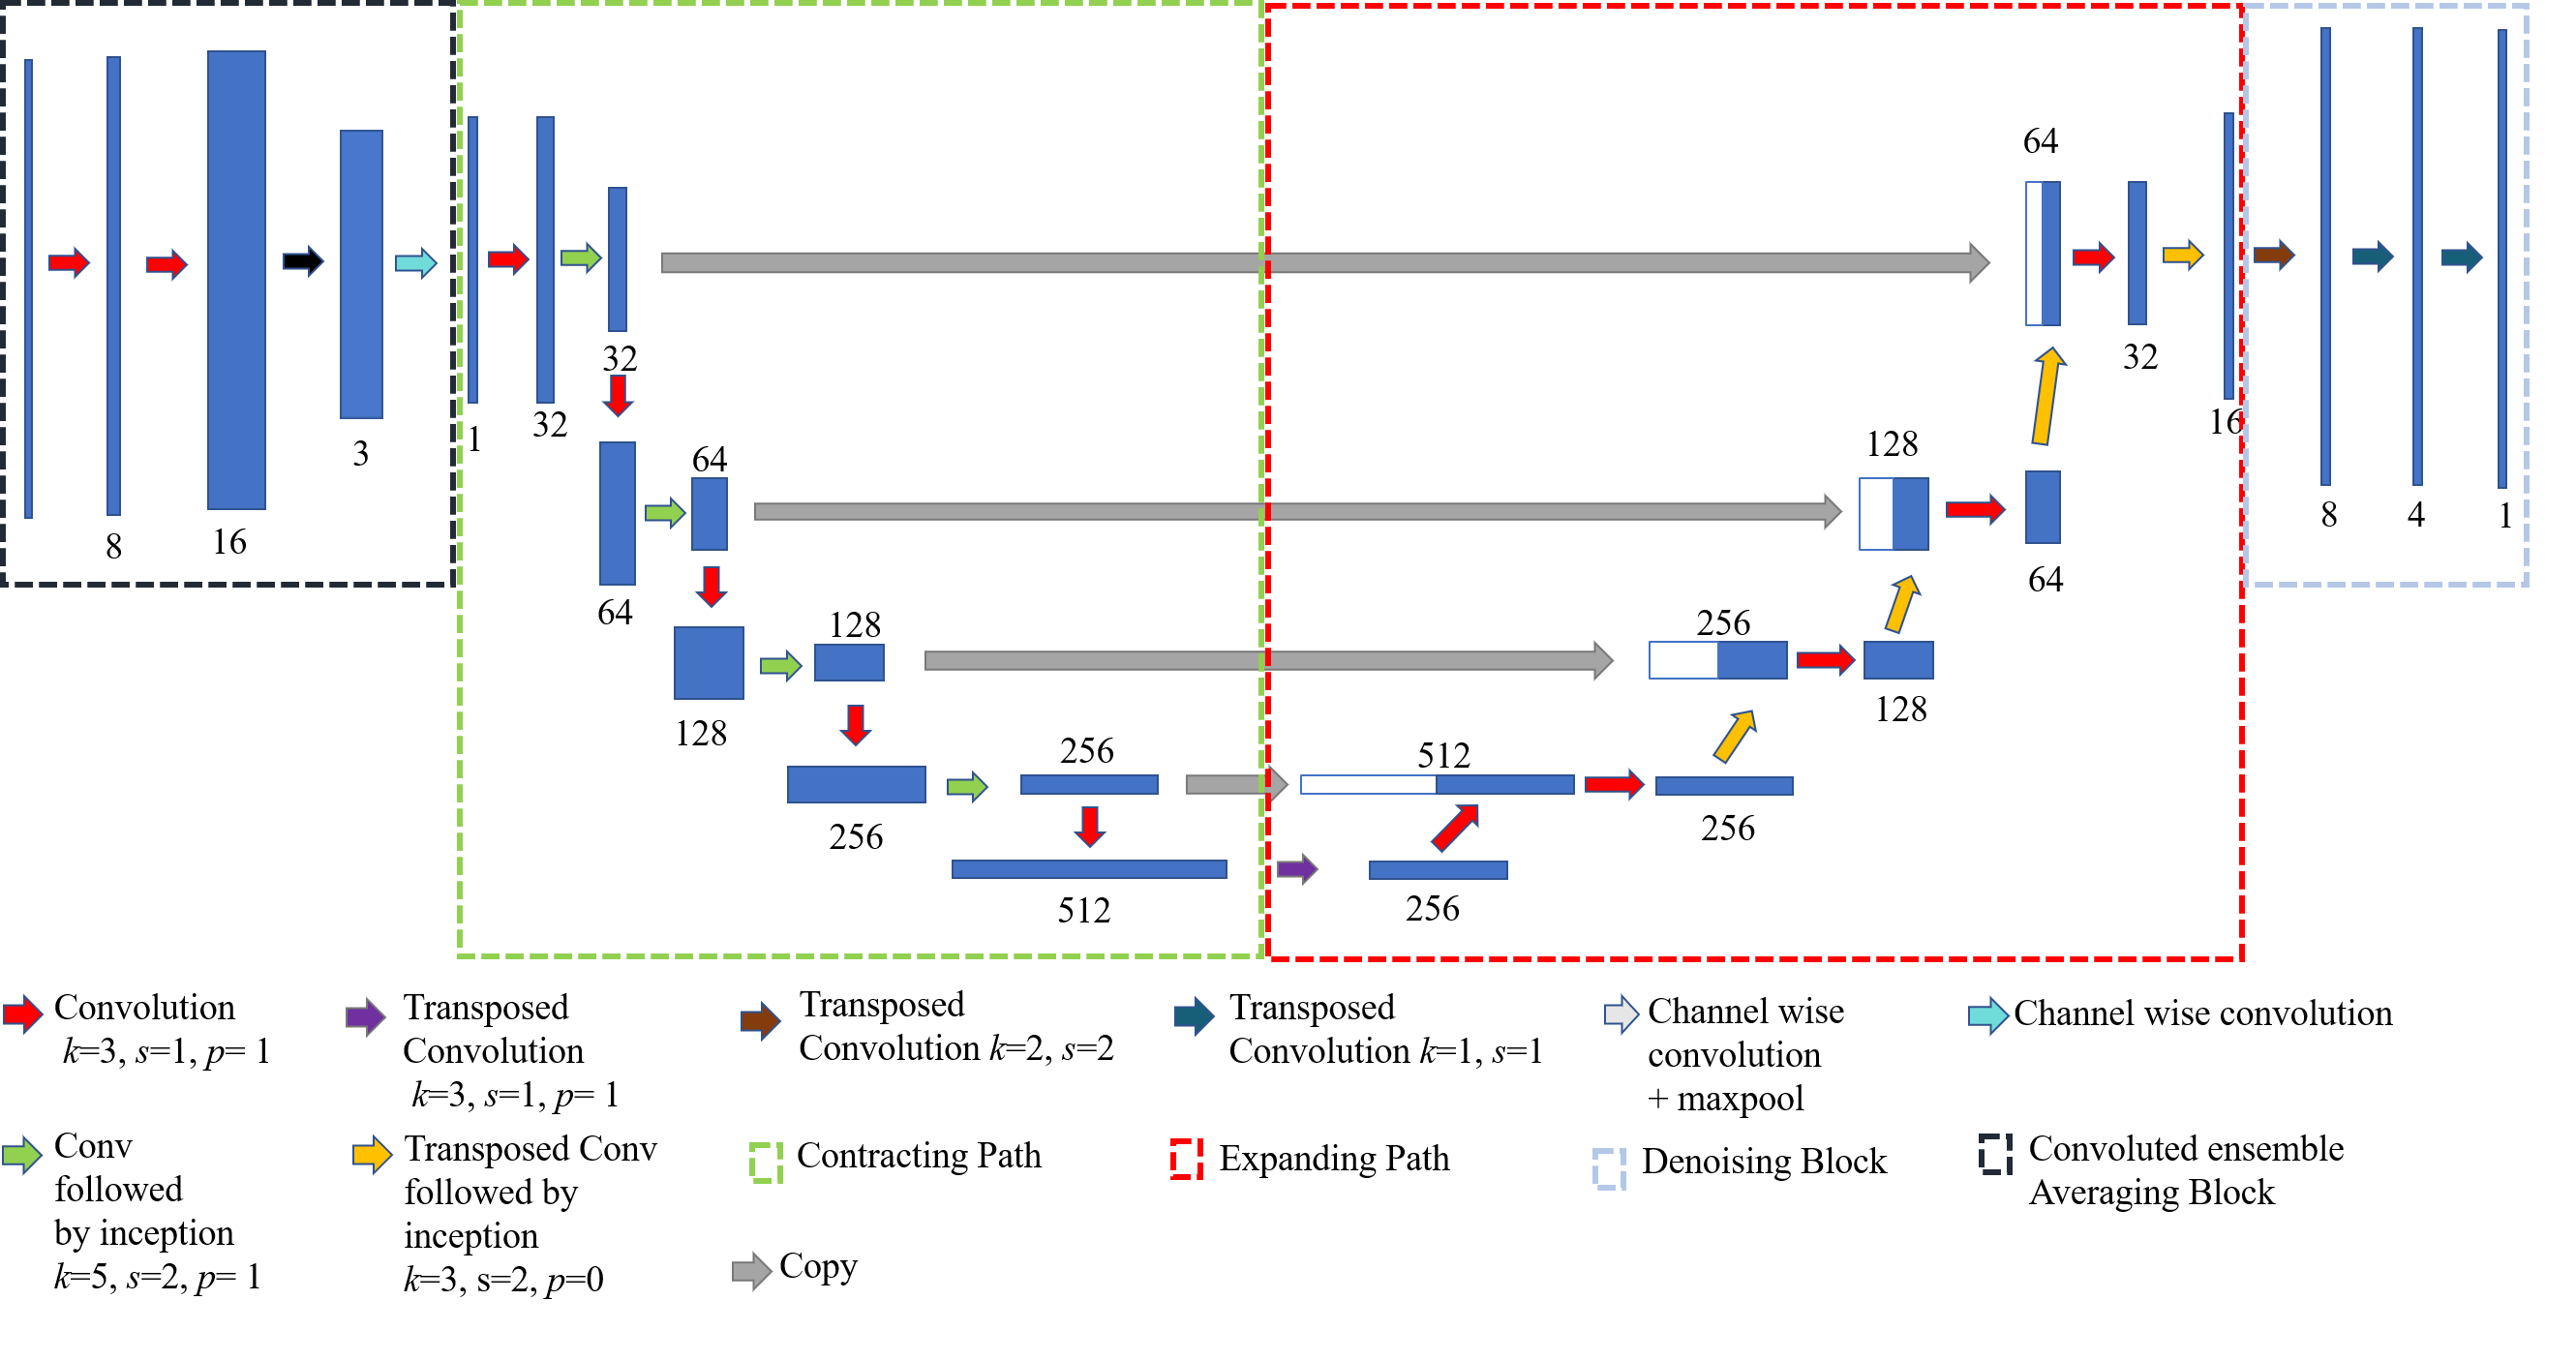 64
32
32
1
32
16
64
128
3
8
16
8
4
1
64
64
128
256
128
128
256
512
256
128
256
512
256
Convolution
k=3, s=1, p= 1
Transposed
Convolution
k=3, s=1, p= 1
Transposed
Convolution k=2, s=2
Transposed
Convolution k=1, s=1
Channel wise
convolution
+ maxpool
Channel wise convolution
Conv
followed
by inception
k=5, s=2, p= 1
Transposed Conv
followed by
inception
k=3, s=2, p=0
Contracting Path
Expanding Path
Denoising Block
Convoluted ensemble
Averaging Block
Copy